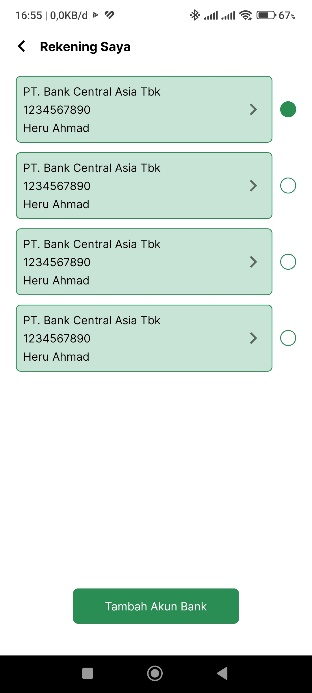 16:55 | 0,0KB/d
67%
Rekening Saya
PT. Bank Central Asia Tbk
1234567890
Heru Ahmad
PT. Bank Central Asia Tbk
1234567890
Heru Ahmad
PT. Bank Central Asia Tbk
1234567890
Heru Ahmad
PT. Bank Central Asia Tbk
1234567890
Heru Ahmad
Tambah Akun Bank